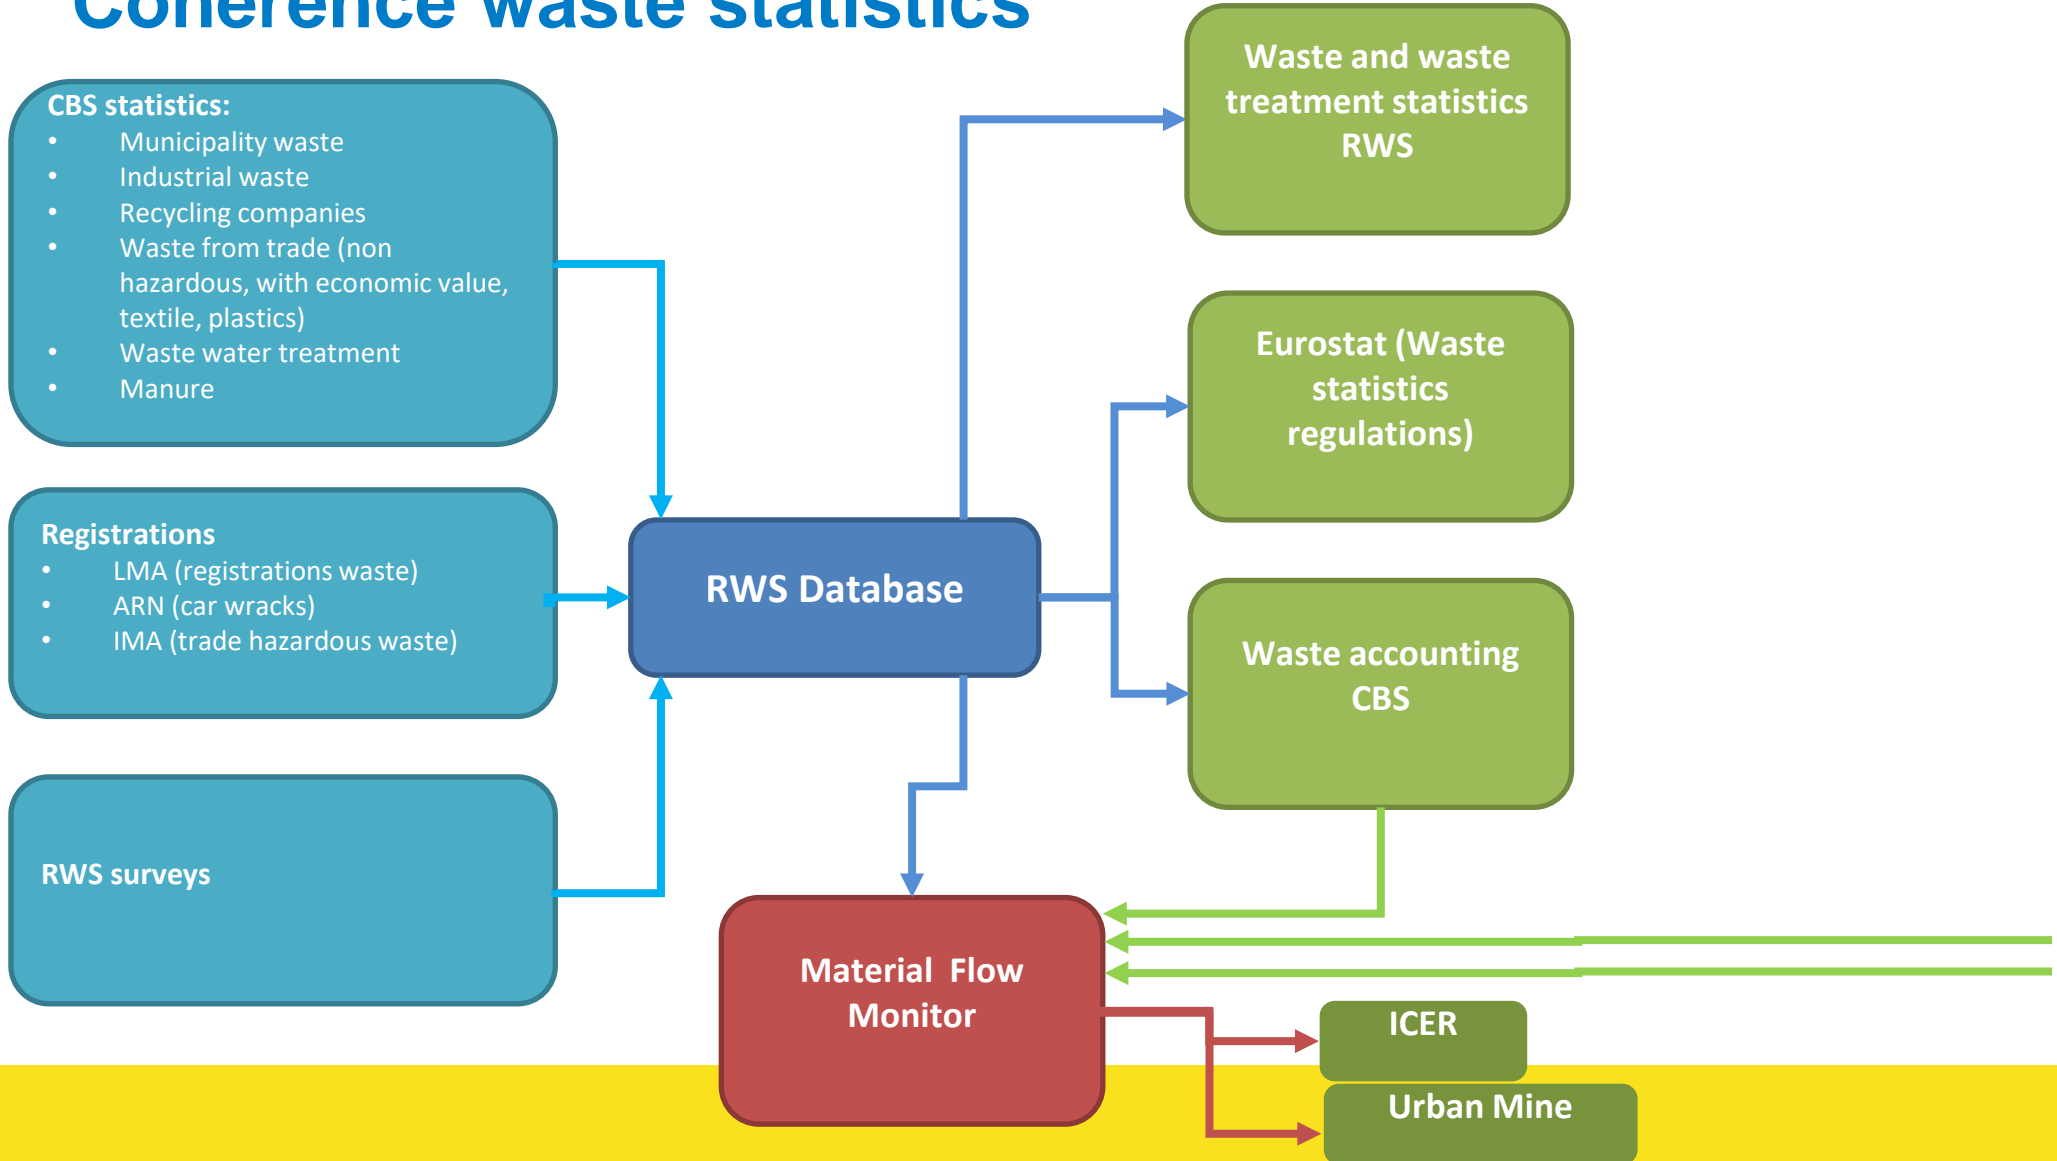 Coherence waste statistics
CBS statistics:
• Municipality waste
• Industrial waste
• Recycling companies
• Waste from trade (non
hazardous, with economic value,
textile, plastics)
• Waste water treatment
• Manure
Registrations
• LMA (registrations waste)
• ARN (car wracks)
• IMA (trade hazardous waste)
RWS surveys
RWS Database
Material Flow
Monitor
Waste and waste
treatment statistics
RWS
Eurostat (Waste
statistics
regulations)
Waste accounting
CBS
ICER
Urban Mine